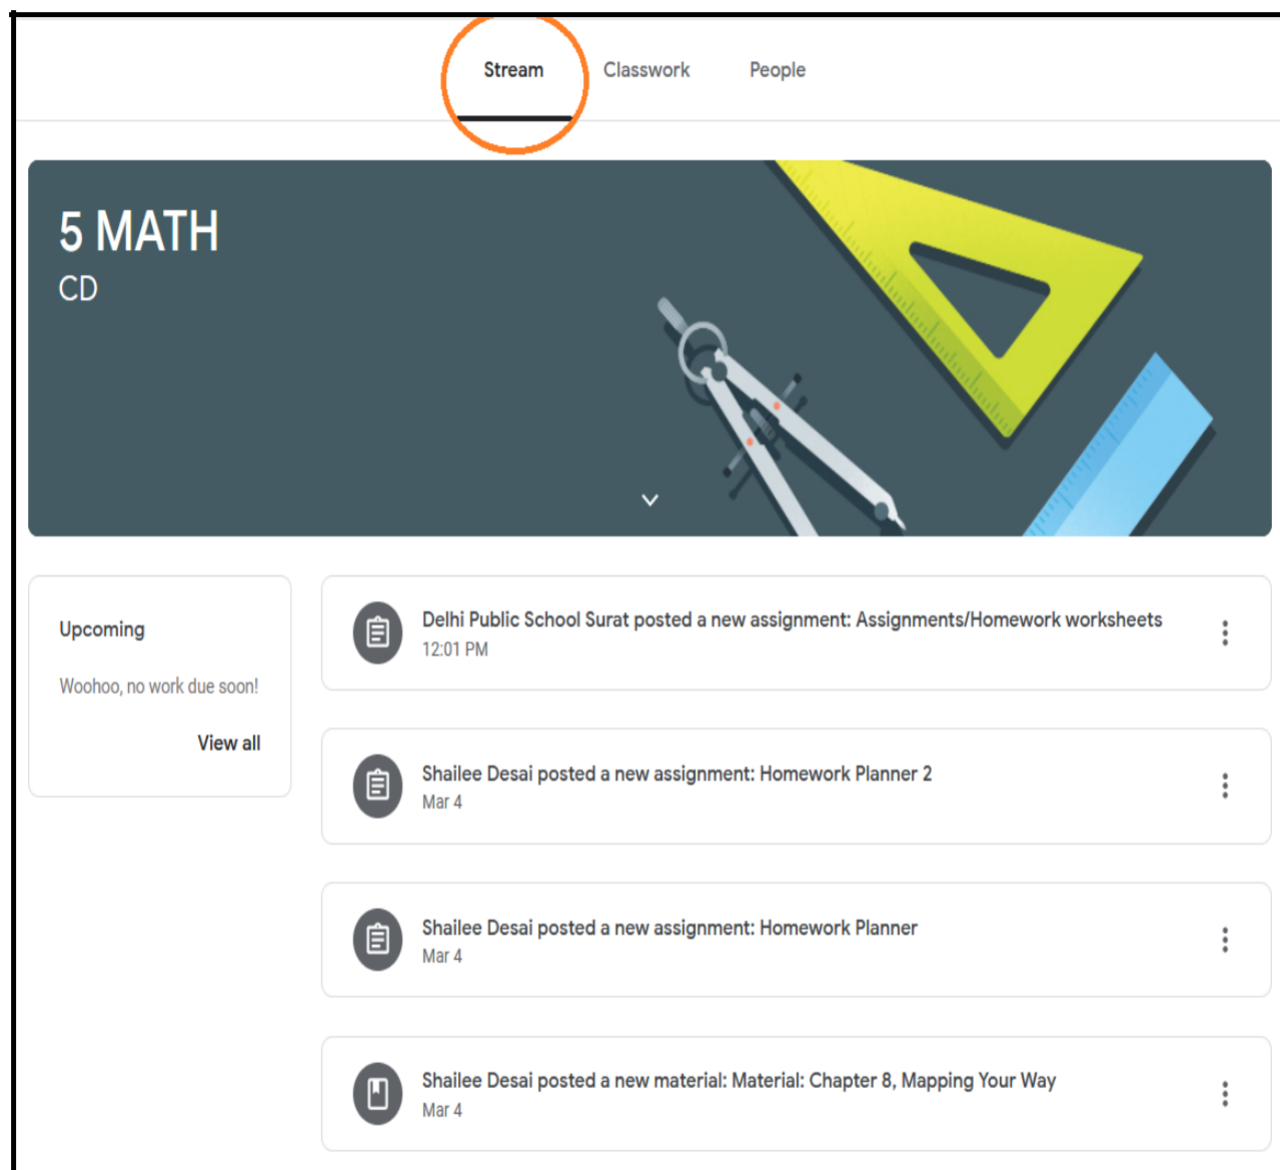 Stream Classwork People
5 MATH
CD
Upcoming
Woohoo, no work due soon!
View all
Delhi Public School Surat posted a new assignment: Assignments/Homework worksheets
12:01 PM
Shailee Desai posted a new assignment: Homework Planner 2
Mar 4
Shailee Desai posted a new assignment: Homework Planner
Mar 4
Shailee Desai posted a new material: Material: Chapter 8, Mapping Your Way
Mar 4